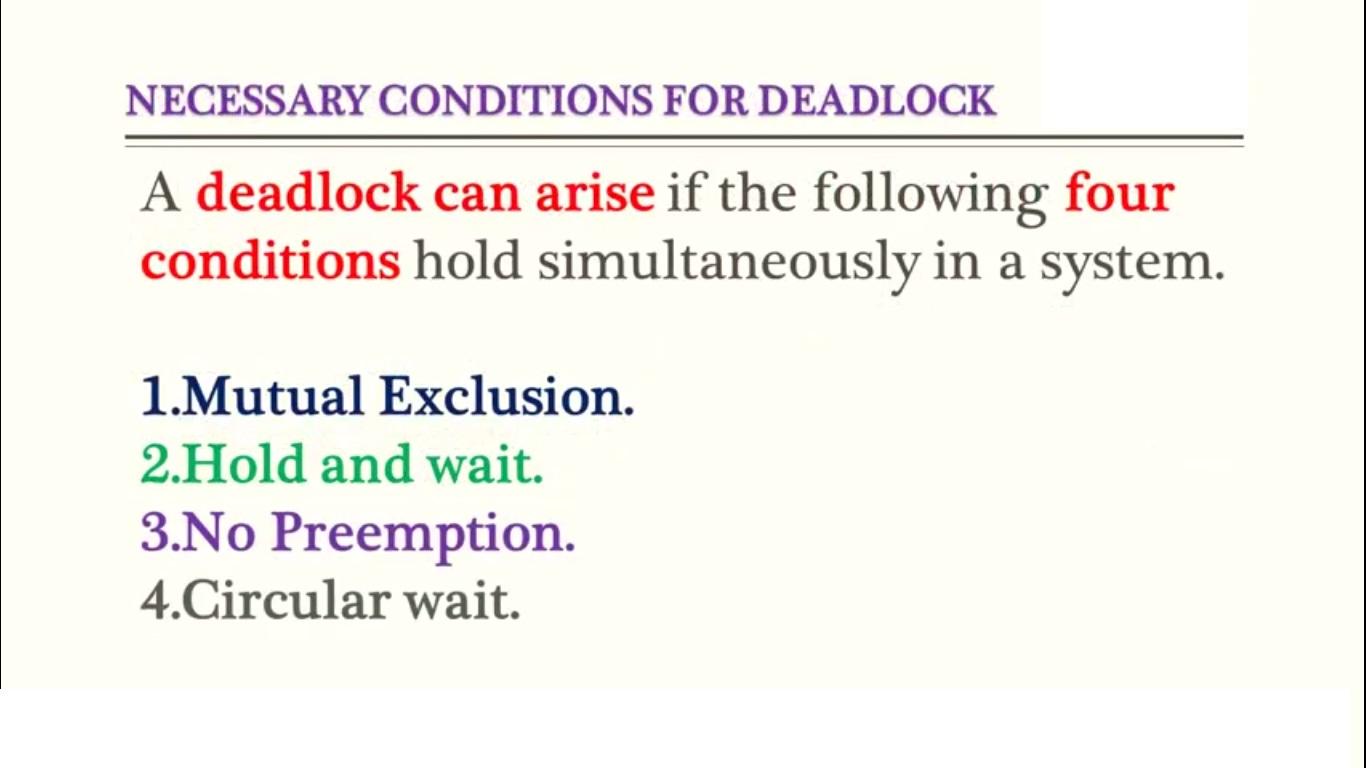 NECESSARY CONDITIONS FOR DEADLOCK
A deadlock can arise if the following four
conditions hold simultaneously in a system.
1.Mutual Exclusion.
2.Hold and wait.
3.No Preemption.
4.Circular wait.